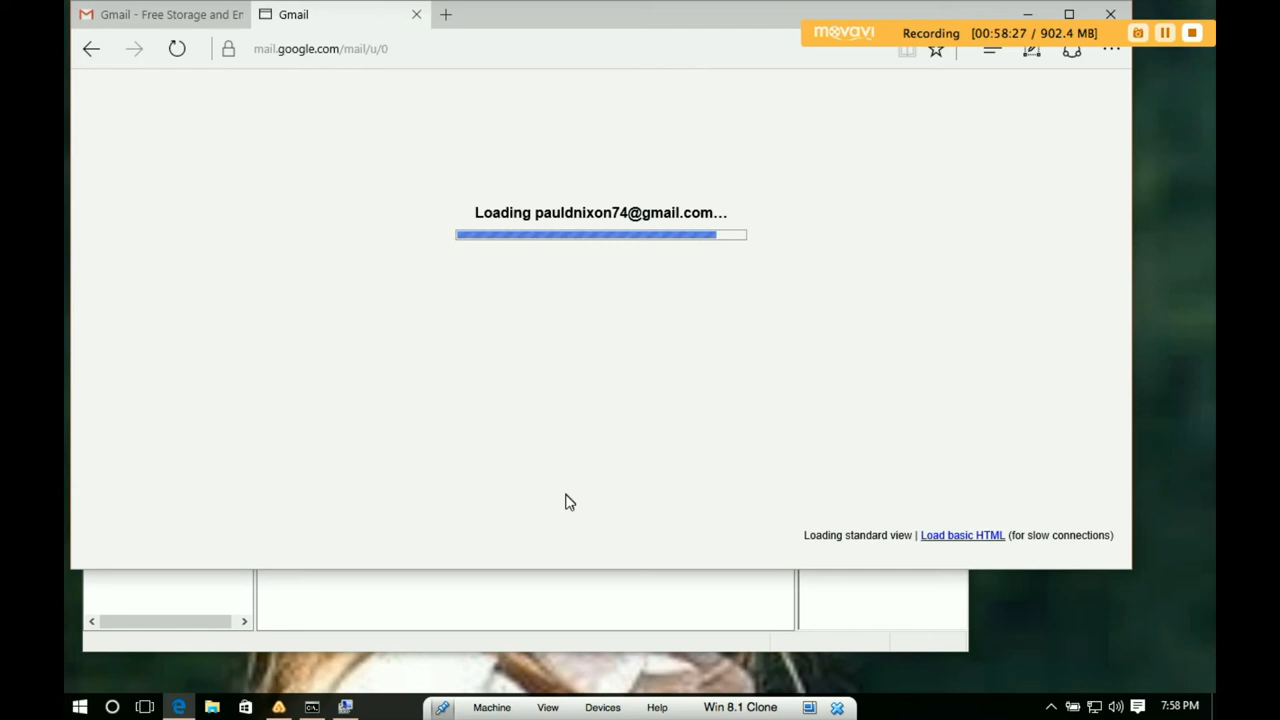 Gmail - Free Storage and Er
Gmail
mail.google.com/mail/u/0
movavi
Recording [00:58:27 / 902.4 MB]
Loading pauldnixon74@gmail.com...
Loading standard view | Load basic HTML (for slow connections)
Machine View Devices Help Win 8.1 Clone
7:58 PM